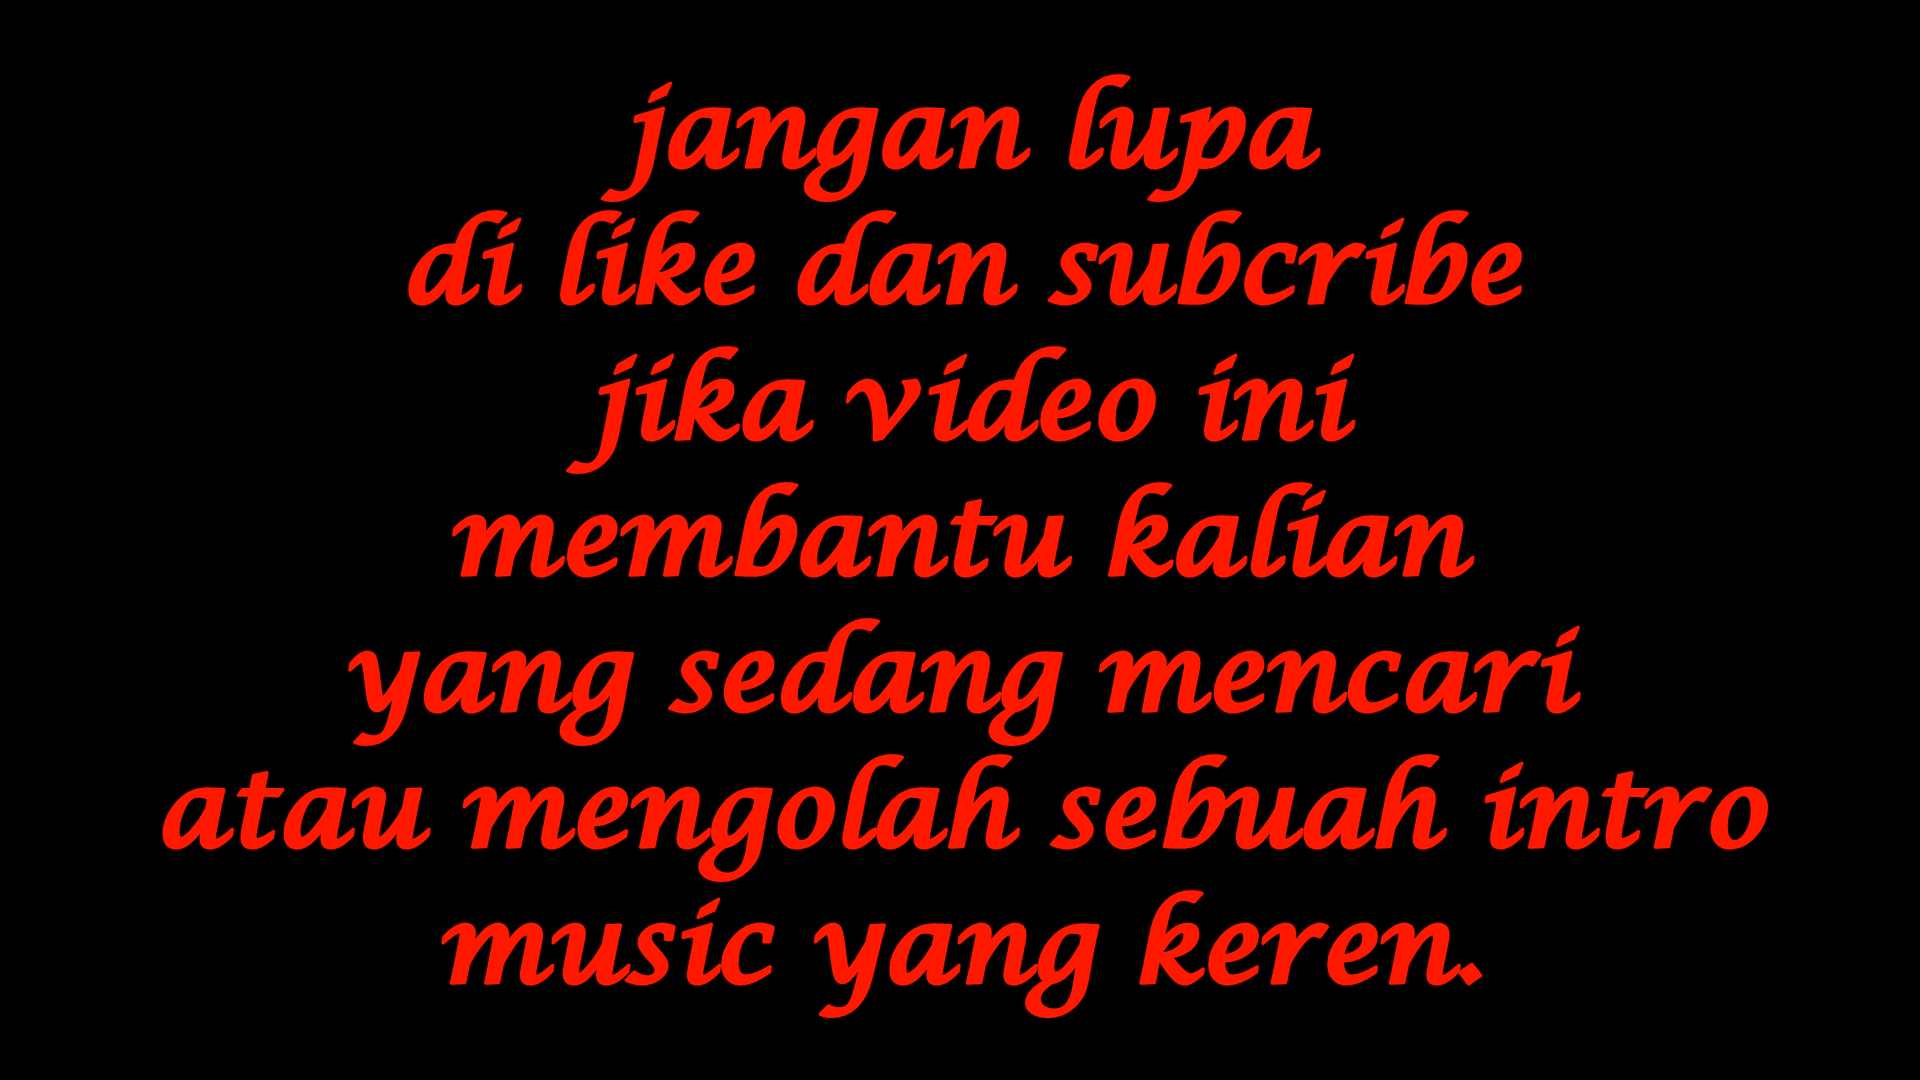 jangan lupa
di like dan subcribe
jika video ini
membantu kalian
yang sedang mencari
atau mengolah sebuah intro
music yang keren.